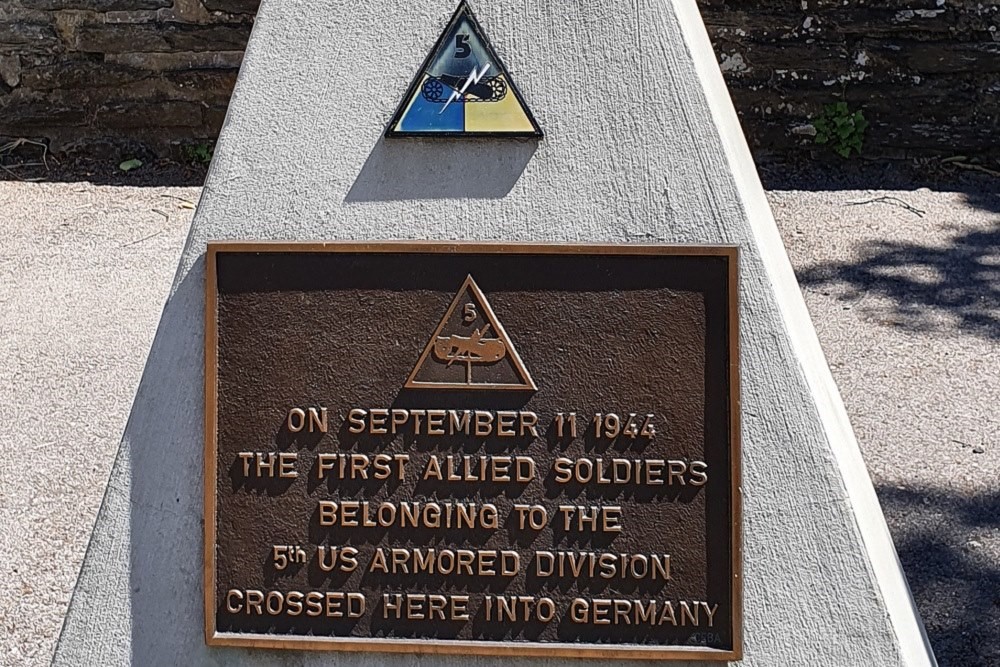 5
5
ON SEPTEMBER 11 1944
THE FIRST ALLIED SOLDIERS
BELONGING TO THE
5th US ARMORED DIVISION
CROSSED HERE INTO GERMANY